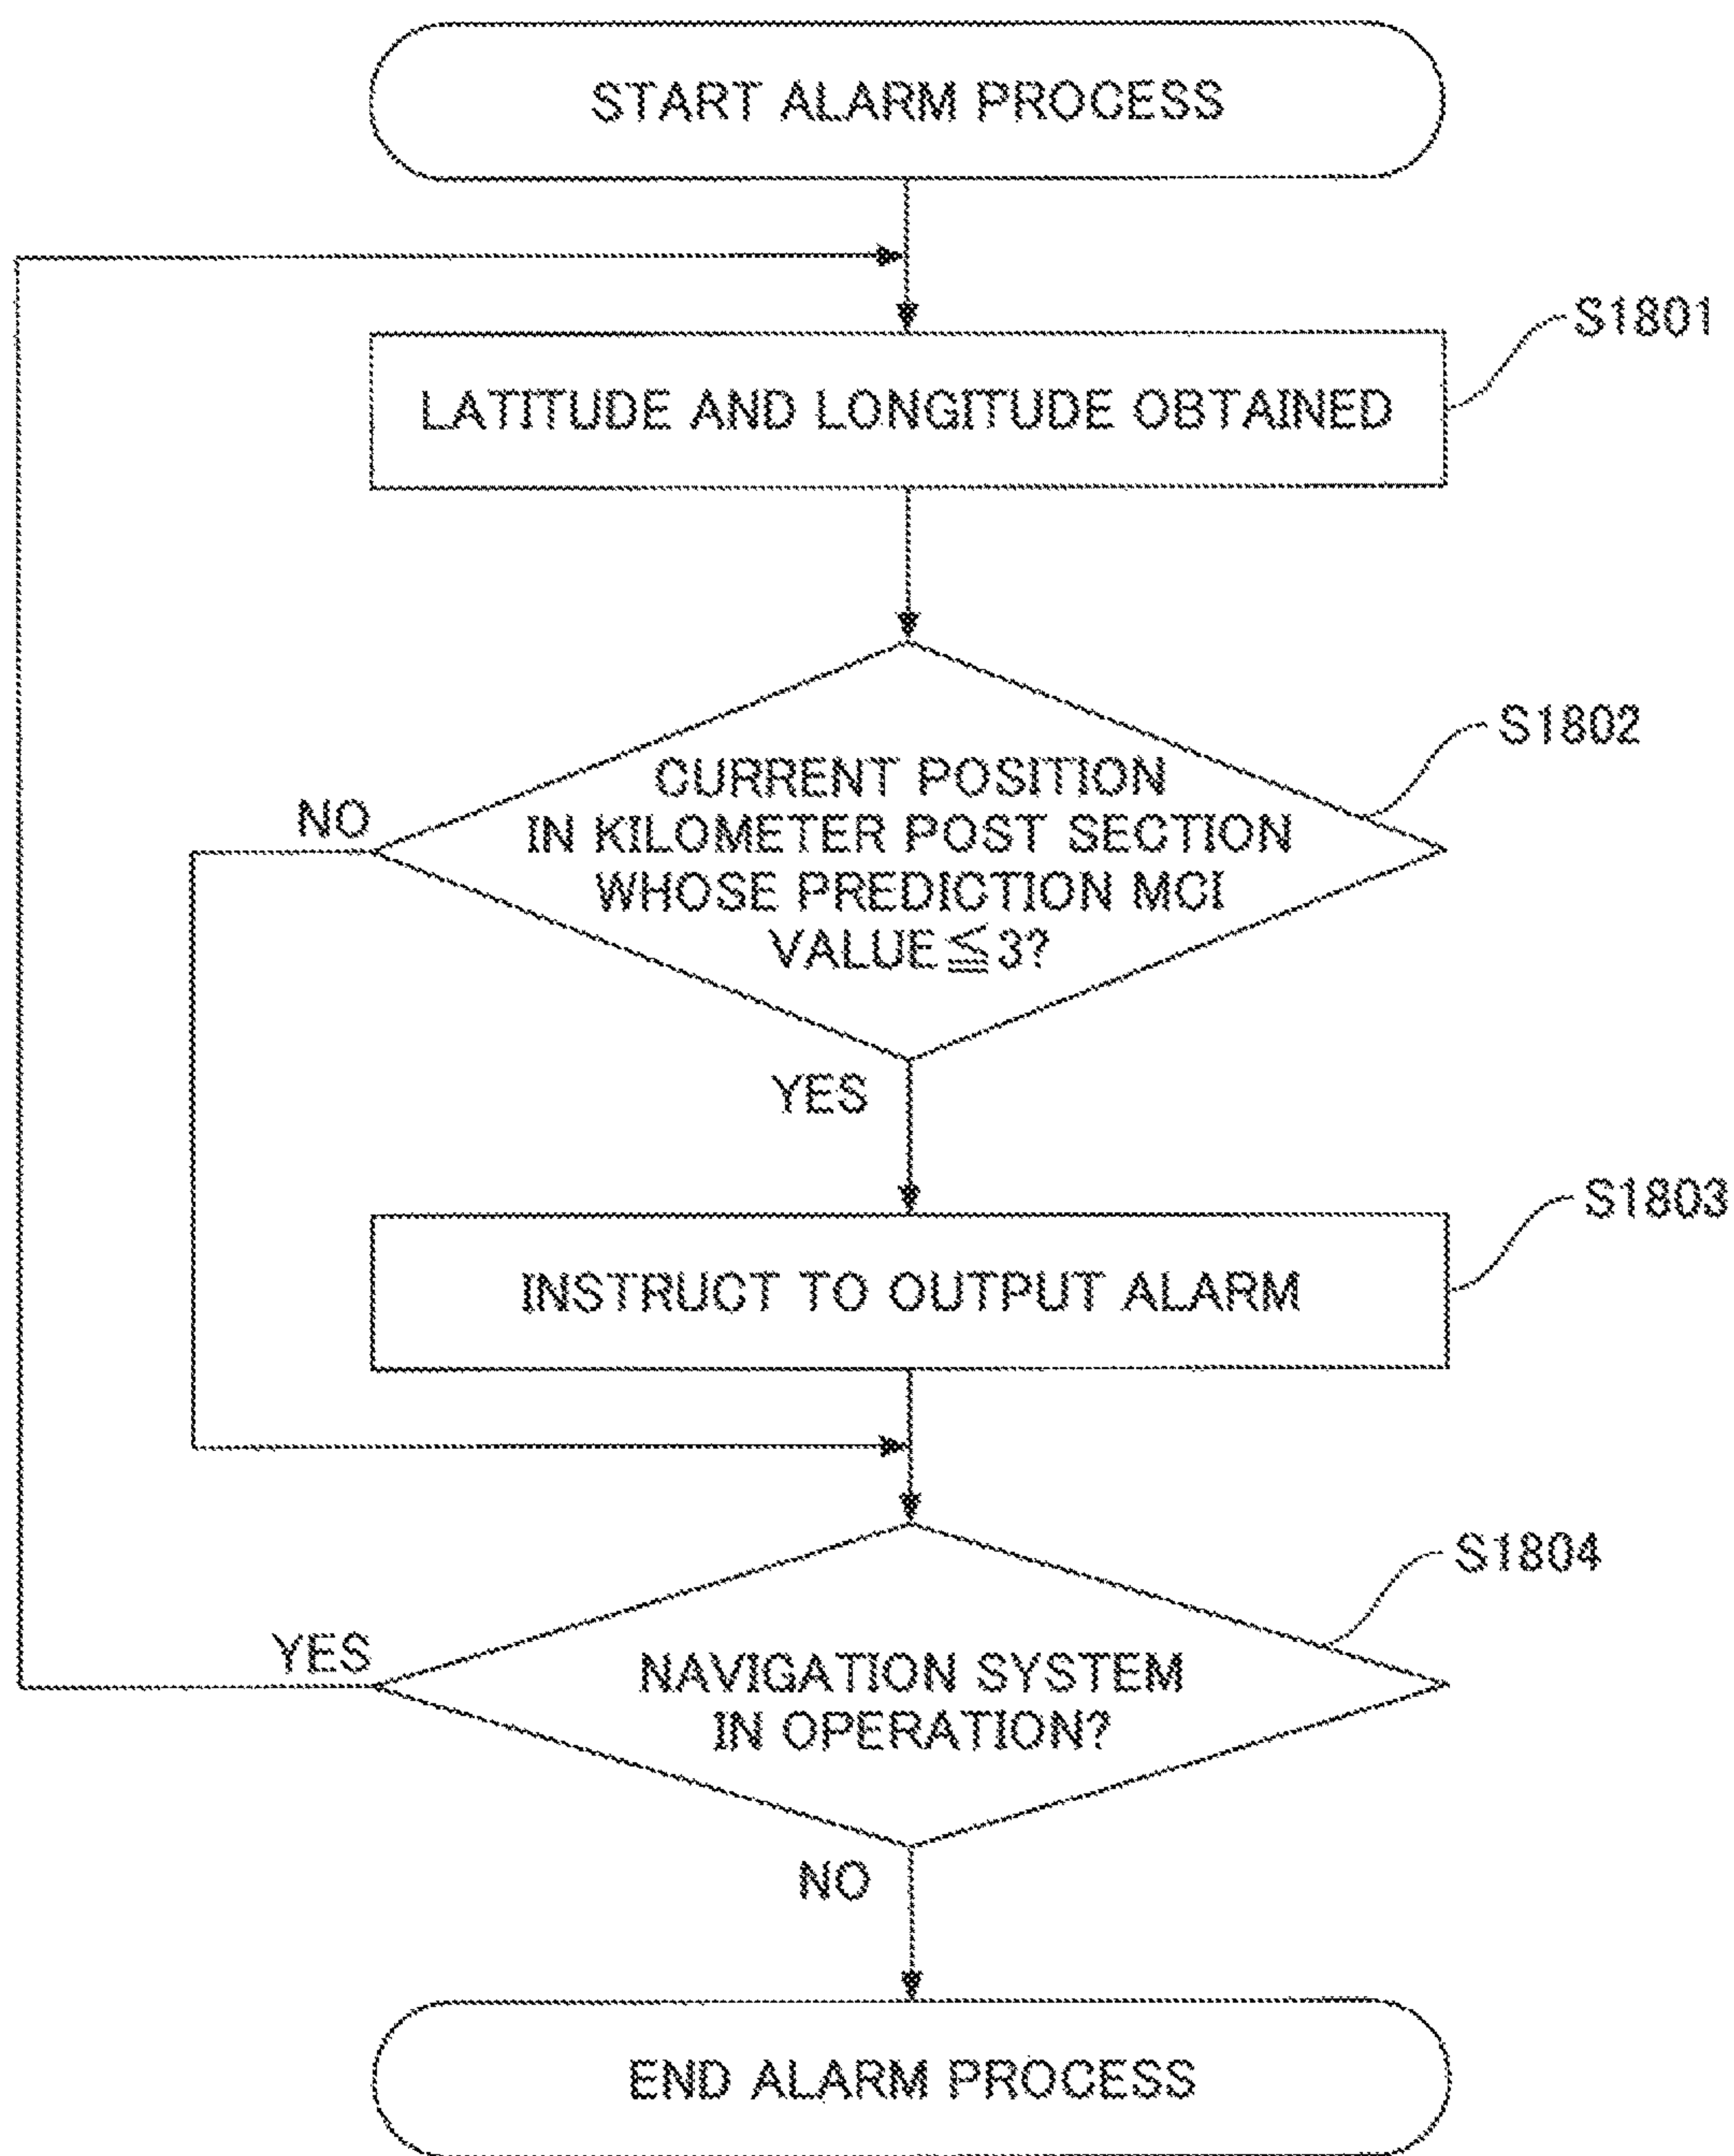 START ALARM PROCESS
S1801
LATITUDE AND LONGITUDE OBTAINED
S1802
CURRENT POSITION
IN KILOMETER POST SECTION
WHOSE PREDICTION MCI
VALUE≦3?
NO
YES
S1803
INSTRUCT TO OUTPUT ALARM
S1804
NAVIGATION SYSTEM
IN OPERATION?
YES
NO
END ALARM PROCESS